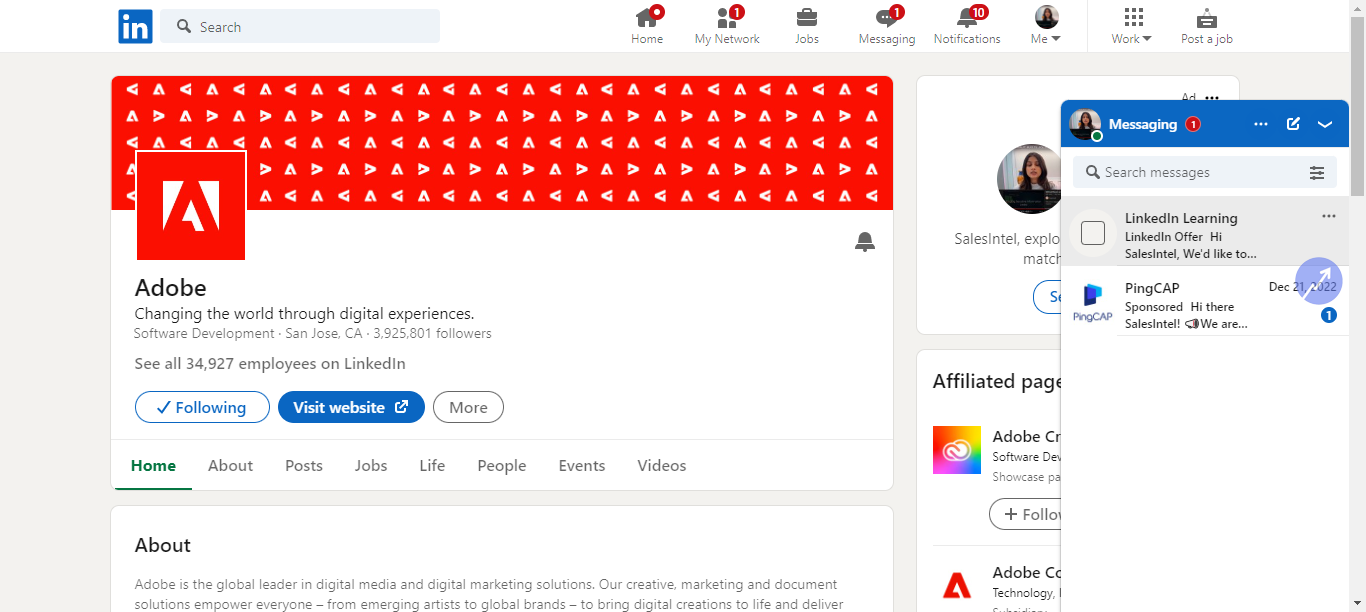 in
Search
Home
1
My Network
Jobs
1
Messaging
10
Notifications
Me
Work
Post a job
Adobe
Changing the world through digital experiences.
Software Development · San Jose, CA · 3,925,801 followers
See all 34,927 employees on LinkedIn
Following
Visit website
More
Home
About
Posts
Jobs
Life
People
Events
Videos
About
Adobe is the global leader in digital media and digital marketing solutions. Our creative, marketing and document
solutions empower everyone – from emerging artists to global brands – to bring digital creations to life and deliver
Ad
SalesIntel, explo
match
Se
Affiliated page
Adobe Cr
Software Dev
Showcase pa
+ Follow
Adobe Co
Technology,
Messaging 1
Search messages
LinkedIn Learning
LinkedIn Offer Hi
SalesIntel, We'd like to...
PingCAP
PingCAP
Dec 21, 2022
Sponsored Hi there
1
SalesIntel! 📣We are...